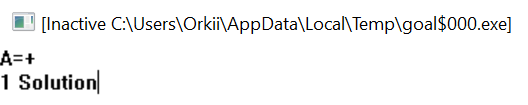 [Inactive C:\Users\Orkii\AppData\Local\Temp\goal$000.exe]
A=+
1 Solution